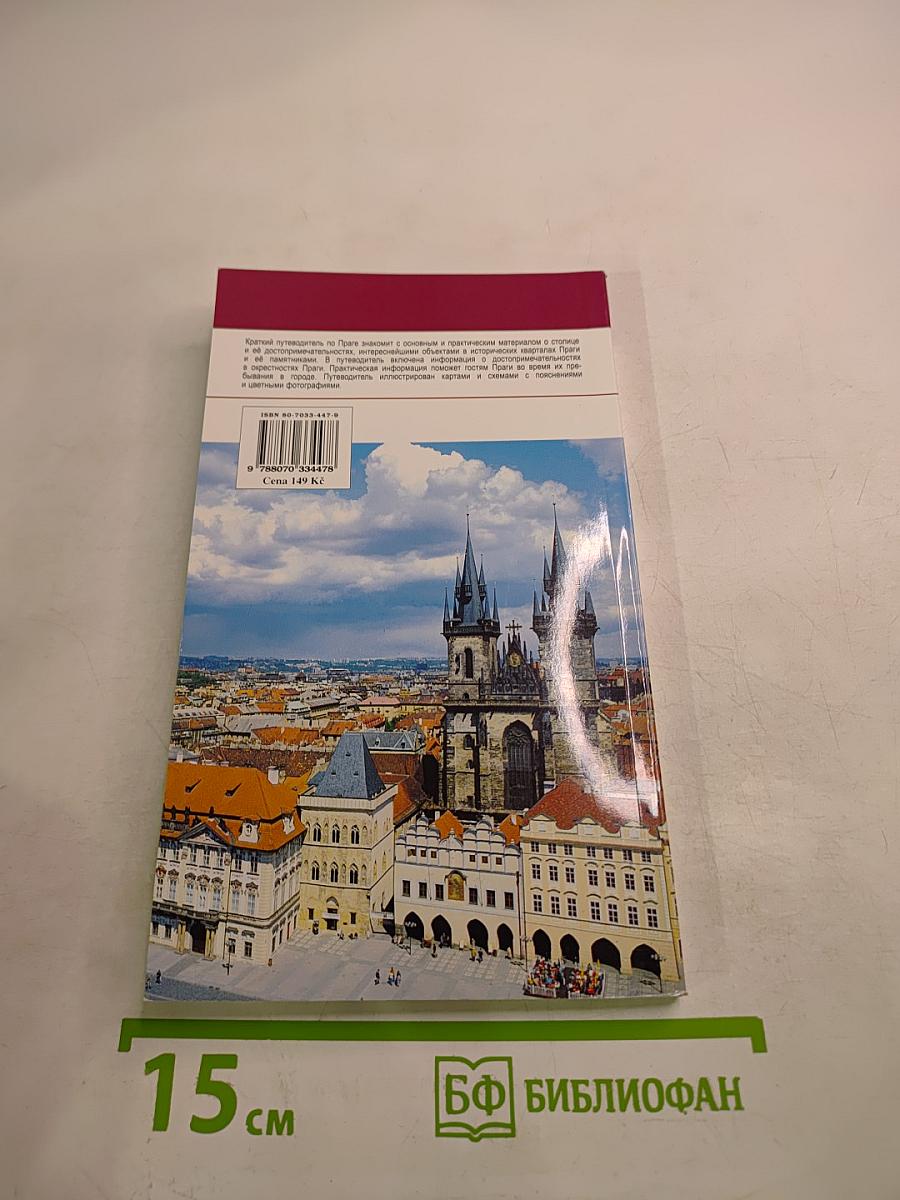 Краткий путеводитель по Праге знакомит с основным и практическим материалом о столице
и её достопримечательностях, интереснейшими объектами в исторических кварталах Праги
и её памятниками. В путеводитель включена информация о достопримечательностях
в окрестностях Праги. Практическая информация поможет гостям Праги во время их пре-
бывания в городе. Путеводитель иллюстрирован картами и схемами с пояснениями
и цветными фотографиями.
ISBN 80-7033-447-9
9 788070 334478
Cena 149 Kč
15 см
БФ БИБЛИОФАН